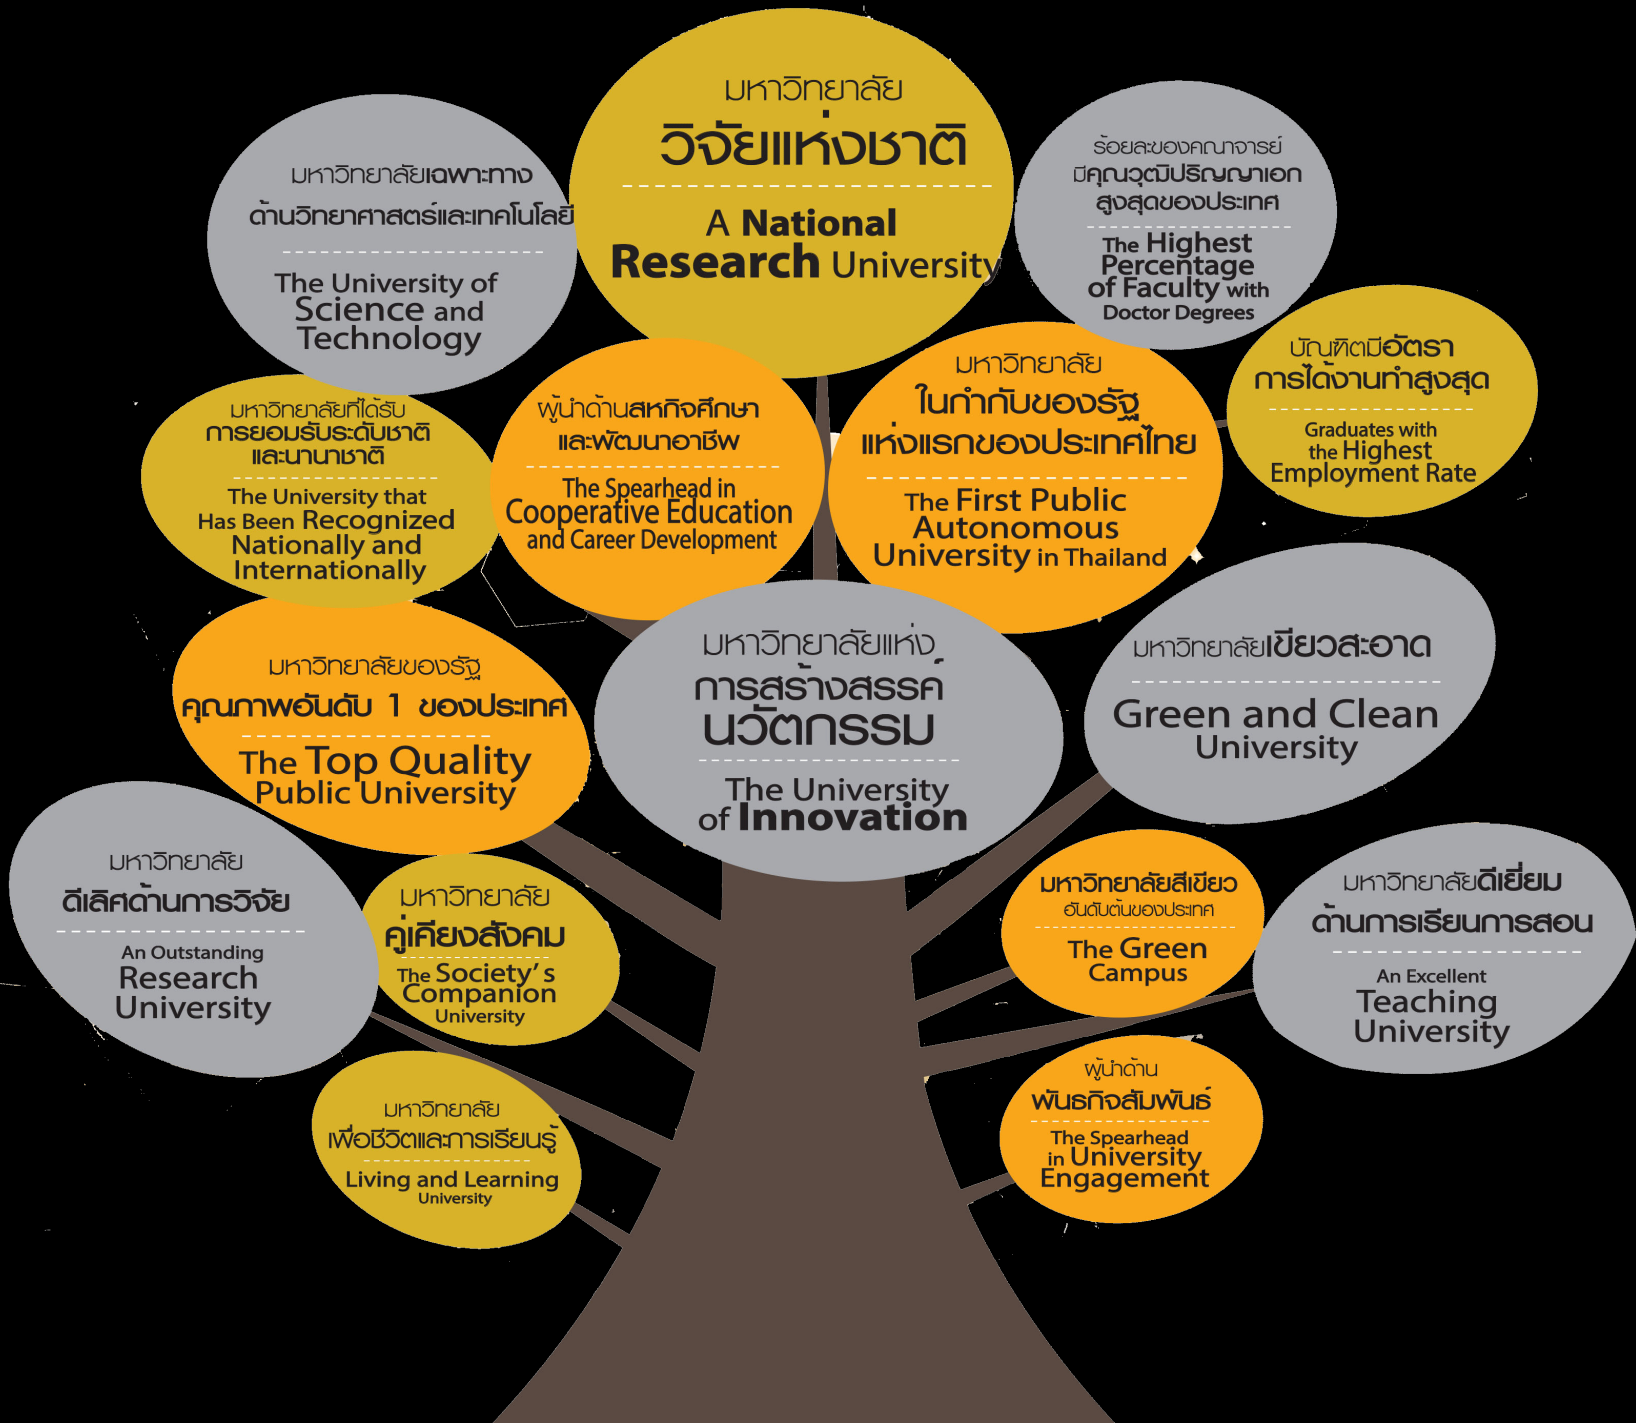 มหาวิทยาลัย
วิจัยแห่งชาติ
A National
Research University
มหาวิทยาลัยเฉพาะทาง
ด้านวิทยาศาสตร์และเทคโนโลยี
The University of
Science and
Technology
ร้อยละของคณาจารย์
มีคุณวุฒิปริญญาเอก
สูงสุดของประเทศ
The Highest
Percentage
of Faculty with
Doctor Degrees
บัณฑิตมีอัตรา
การได้งานทำสูงสุด
Graduates with
the Highest
Employment Rate
มหาวิทยาลัยที่ได้รับ
การยอมรับระดับชาติ
และนานาชาติ
The University that
Has Been Recognized
Nationally and
Internationally
ผู้นำด้านสหกิจศึกษา
และพัฒนาอาชีพ
The Spearhead in
Cooperative Education
and Career Development
มหาวิทยาลัย
ในกำกับของรัฐ
แห่งแรกของประเทศไทย
The First Public
Autonomous
University in Thailand
มหาวิทยาลัยของรัฐ
คุณภาพอันดับ 1 ของประเทศ
The Top Quality
Public University
มหาวิทยาลัยแห่ง
การสร้างสรรค์
นวัตกรรม
The University
of Innovation
มหาวิทยาลัยเขียวสะอาด
Green and Clean
University
มหาวิทยาลัย
ดีเลิศด้านการวิจัย
An Outstanding
Research
University
มหาวิทยาลัย
คู่เคียงสังคม
The Society's
Companion
University
มหาวิทยาลัยสีเขียว
อันดับต้นของประเทศ
The Green
Campus
มหาวิทยาลัยดีเยี่ยม
ด้านการเรียนการสอน
An Excellent
Teaching
University
มหาวิทยาลัย
เพื่อชีวิตและการเรียนรู้
Living and Learning
University
ผู้นำด้าน
พันธกิจสัมพันธ์
The Spearhead
in University
Engagement